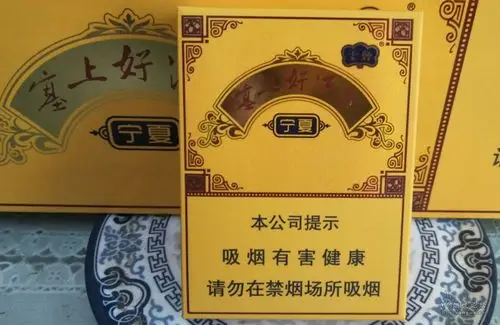 塞上好
塞上好
宁夏
宁夏
本公司提示
吸烟有害健康
请勿在禁烟场所吸烟